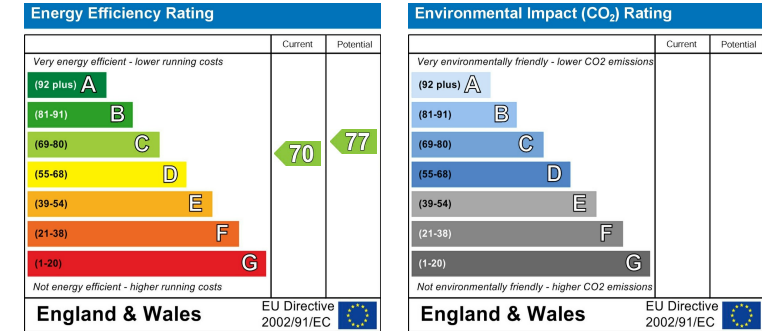 Energy Efficiency Rating
Current Potential
Very energy efficient - lower running costs
(92 plus) A
(81-91) B
(69-80) C
(55-68) D
(39-54) E
(21-38) F
(1-20) G
70
77
Not energy efficient - higher running costs
England & Wales
EU Directive
2002/91/EC
Environmental Impact (CO₂) Rating
Current Potential
Very environmentally friendly - lower CO2 emissions
(92 plus) A
(81-91) B
(69-80) C
(55-68) D
(39-54) E
(21-38) F
(1-20) G
Not environmentally friendly - higher CO2 emissions
England & Wales
EU Directive
2002/91/EC